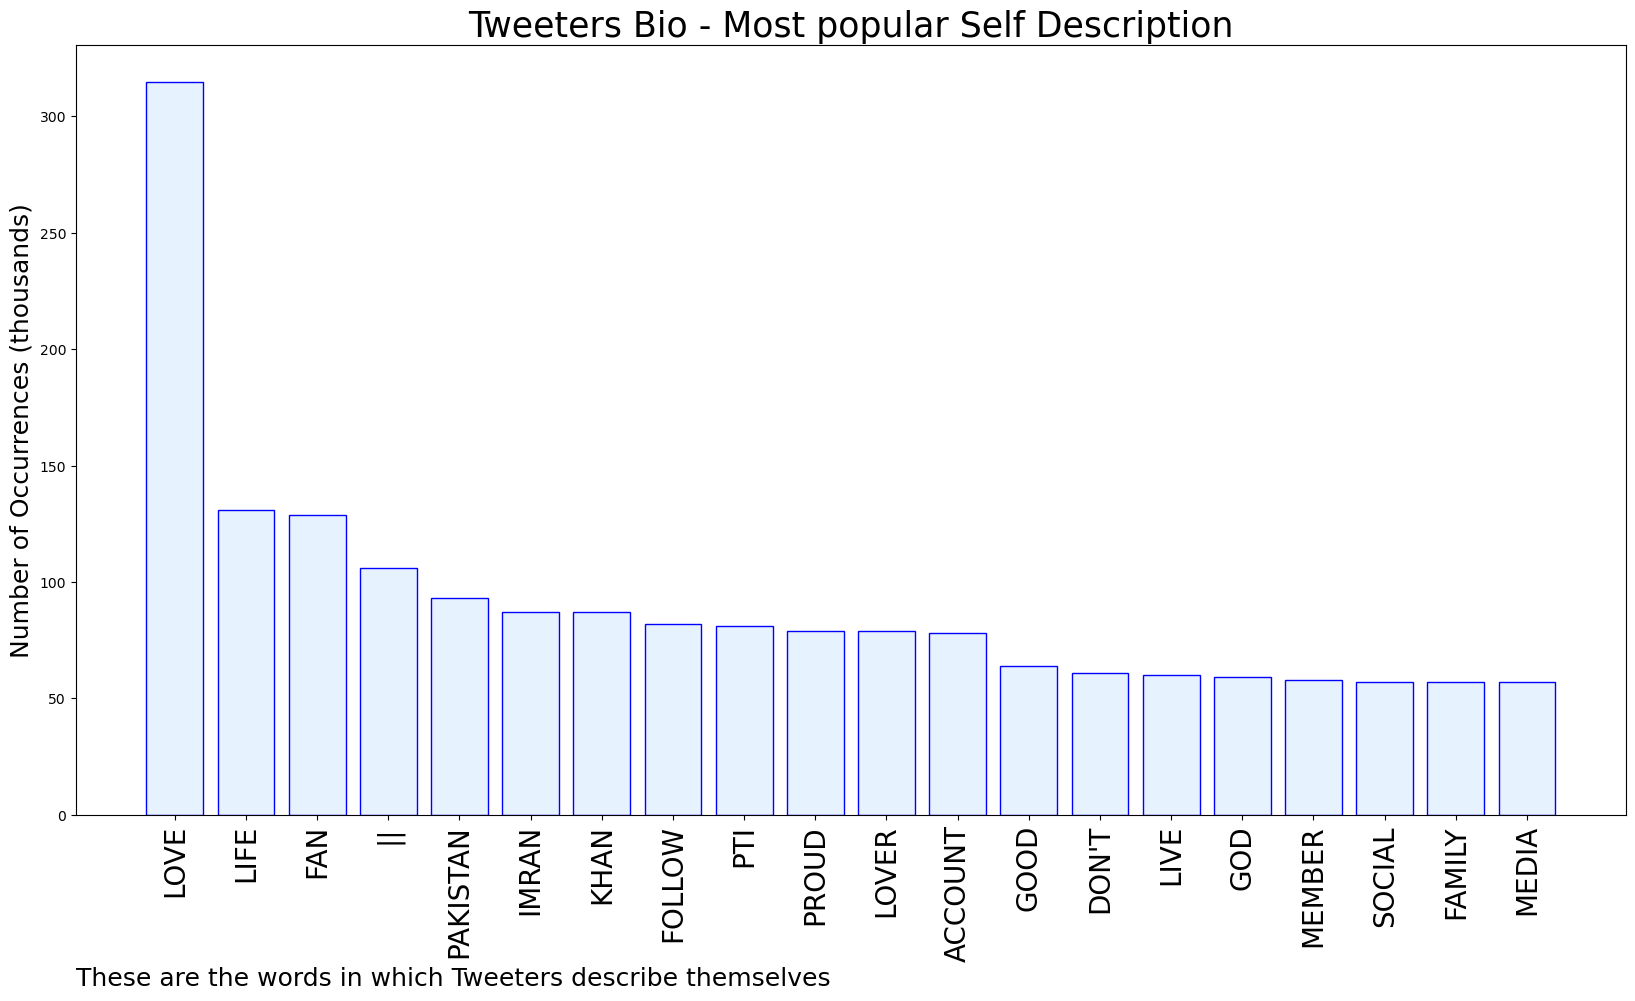 Tweeters Bio - Most popular Self Description
Number of Occurrences (thousands)
300
250
200
150
100
50
0
LOVE
LIFE
FAN
||
PAKISTAN
IMRAN
KHAN
FOLLOW
PTI
PROUD
LOVER
ACCOUNT
GOOD
DON'T
LIVE
GOD
MEMBER
SOCIAL
FAMILY
MEDIA
These are the words in which Tweeters describe themselves